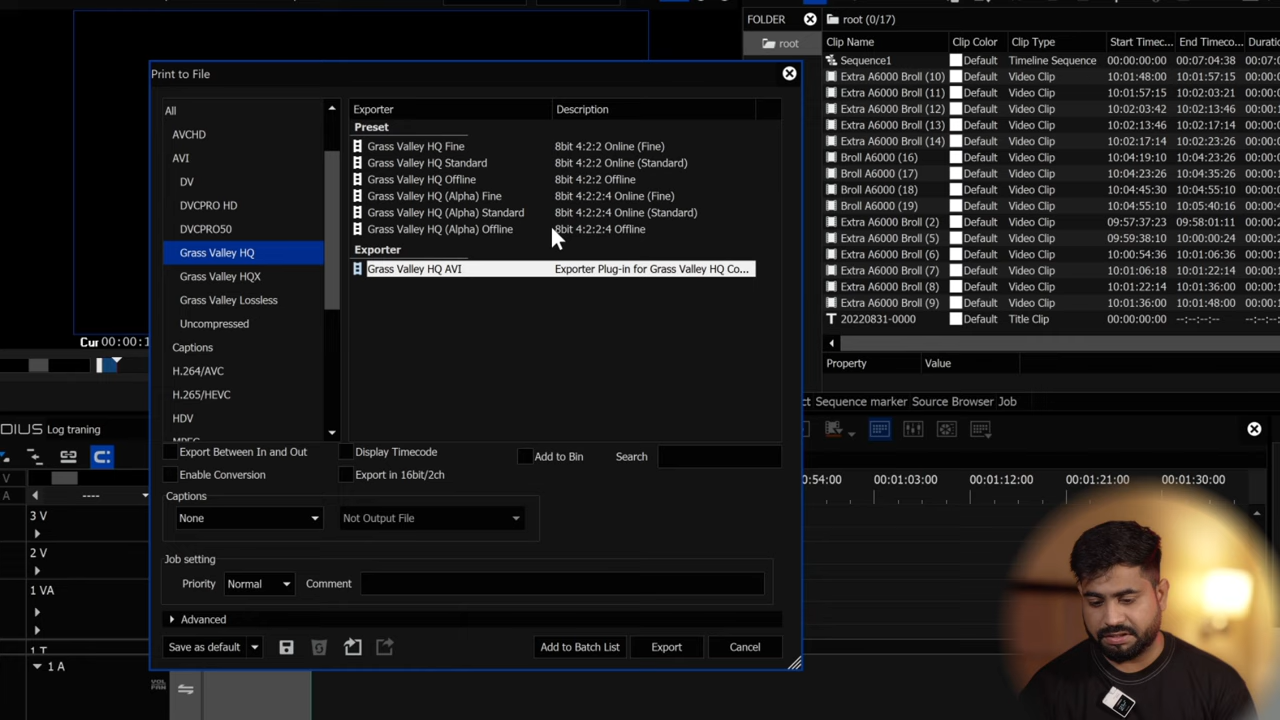 Print to File
All
AVCHD
AVI
DV
DVCPRO HD
DVCPRO50
Grass Valley HQ
Grass Valley HQX
Grass Valley Lossless
Uncompressed
Captions
H.264/AVC
H.265/HEVC
HDV
Exporter Description
Preset
Grass Valley HQ Fine 8bit 4:2:2 Online (Fine)
Grass Valley HQ Standard 8bit 4:2:2 Online (Standard)
Grass Valley HQ Offline 8bit 4:2:2 Offline
Grass Valley HQ (Alpha) Fine 8bit 4:2:2:4 Online (Fine)
Grass Valley HQ (Alpha) Standard 8bit 4:2:2:4 Online (Standard)
Grass Valley HQ (Alpha) Offline 8bit 4:2:2:4 Offline
Exporter
Grass Valley HQ AVI Exporter Plug-in for Grass Valley HQ Co...
Export Between In and Out Display Timecode Add to Bin Search
Enable Conversion Export in 16bit/2ch
Captions
None Not Output File
Job setting
Priority Normal Comment
Advanced
Save as default Add to Batch List Export Cancel
FOLDER root (0/17)
root
Clip Name Clip Color Clip Type Start Timec... End Timeco... Duratio
Sequence1 Default Timeline Sequence 00:00:00:00 00:07:04:38 00:07:0
Extra A6000 Broll (10) Default Video Clip 10:01:48:00 10:01:57:15
Extra A6000 Broll (11) Default Video Clip 10:01:57:15 10:02:03:21
Extra A6000 Broll (12) Default Video Clip 10:02:03:42 10:02:13:46
Extra A6000 Broll (13) Default Video Clip 10:02:13:46 10:02:17:14
Extra A6000 Broll (14) Default Video Clip 10:02:17:14 10:02:23:26
Broll A6000 (16) Default Video Clip 10:04:19:10 10:04:23:26
Broll A6000 (17) Default Video Clip 10:04:23:26 10:04:35:23
Broll A6000 (18) Default Video Clip 10:04:45:30 10:04:55:10
Broll A6000 (19) Default Video Clip 10:04:55:10 10:05:18:19
Extra A6000 Broll (2) Default Video Clip 09:57:37:23 09:58:01:11
Extra A6000 Broll (5) Default Video Clip 09:59:38:10 10:00:05:16
Extra A6000 Broll (6) Default Video Clip 10:00:50:15 10:01:06:18
Extra A6000 Broll (7) Default Video Clip 10:01:06:18 10:01:22:14
Extra A6000 Broll (8) Default Video Clip 10:01:22:14 10:01:36:00
Extra A6000 Broll (9) Default Video Clip 10:01:36:00 10:01:48:00
20220831-0000 Default Title Clip 00:00:00:00 --:--:--:--
Property Value
Cur 00:00:1
ct Sequence marker Source Browser Job
DIUS Log traning
V
A ----
3 V
2 V
1 VA
1 T
1 A
VOL
PAN
:54:00 00:01:03:00 00:01:12:00 00:01:21:00 00:01:30:00